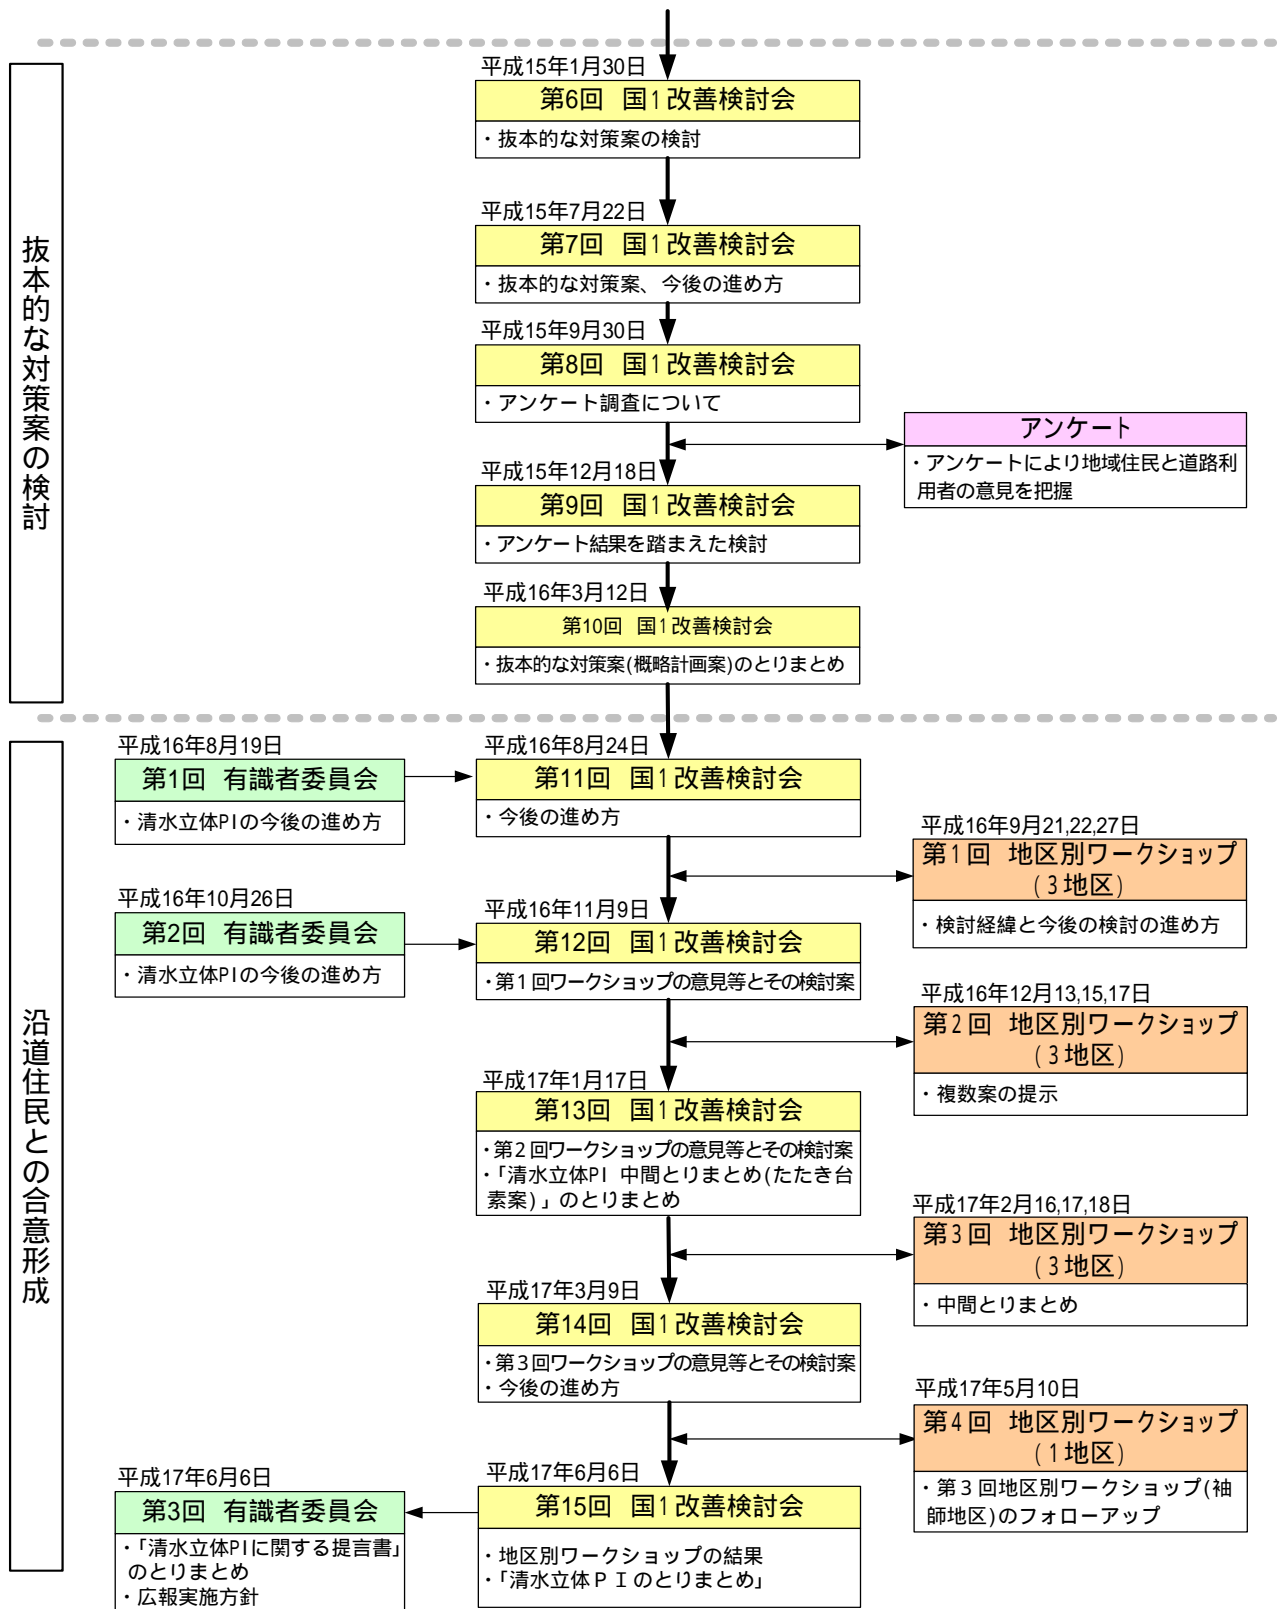 抜本的な対策案の検討
平成15年1月30日
第6回 国1改善検討会
・抜本的な対策案の検討
平成15年7月22日
第7回 国1改善検討会
・抜本的な対策案、今後の進め方
平成15年9月30日
第8回 国1改善検討会
・アンケート調査について
アンケート
・アンケートにより地域住民と道路利
用者の意見を把握
平成15年12月18日
第9回 国1改善検討会
・アンケート結果を踏まえた検討
平成16年3月12日
第10回 国1改善検討会
・抜本的な対策案(概略計画案)のとりまとめ
沿道住民との合意形成
平成16年8月19日
第1回 有識者委員会
・清水立体PIの今後の進め方
平成16年8月24日
第11回 国1改善検討会
・今後の進め方
平成16年9月21,22,27日
第1回 地区別ワークショップ
(3地区)
・検討経緯と今後の検討の進め方
平成16年10月26日
第2回 有識者委員会
・清水立体PIの今後の進め方
平成16年11月9日
第12回 国1改善検討会
・第1回ワークショップの意見等とその検討案
平成16年12月13,15,17日
第2回 地区別ワークショップ
(3地区)
・複数案の提示
平成17年1月17日
第13回 国1改善検討会
・第2回ワークショップの意見等とその検討案
・「清水立体PI 中間とりまとめ(たたき台
素案)」のとりまとめ
平成17年2月16,17,18日
第3回 地区別ワークショップ
(3地区)
・中間とりまとめ
平成17年3月9日
第14回 国1改善検討会
・第3回ワークショップの意見等とその検討案
・今後の進め方
平成17年5月10日
第4回 地区別ワークショップ
(1地区)
・第3回地区別ワークショップ(袖
師地区)のフォローアップ
平成17年6月6日
第15回 国1改善検討会
・地区別ワークショップの結果
・「清水立体PIのとりまとめ」
平成17年6月6日
第3回 有識者委員会
・「清水立体PIに関する提言書」
のとりまとめ
・広報実施方針